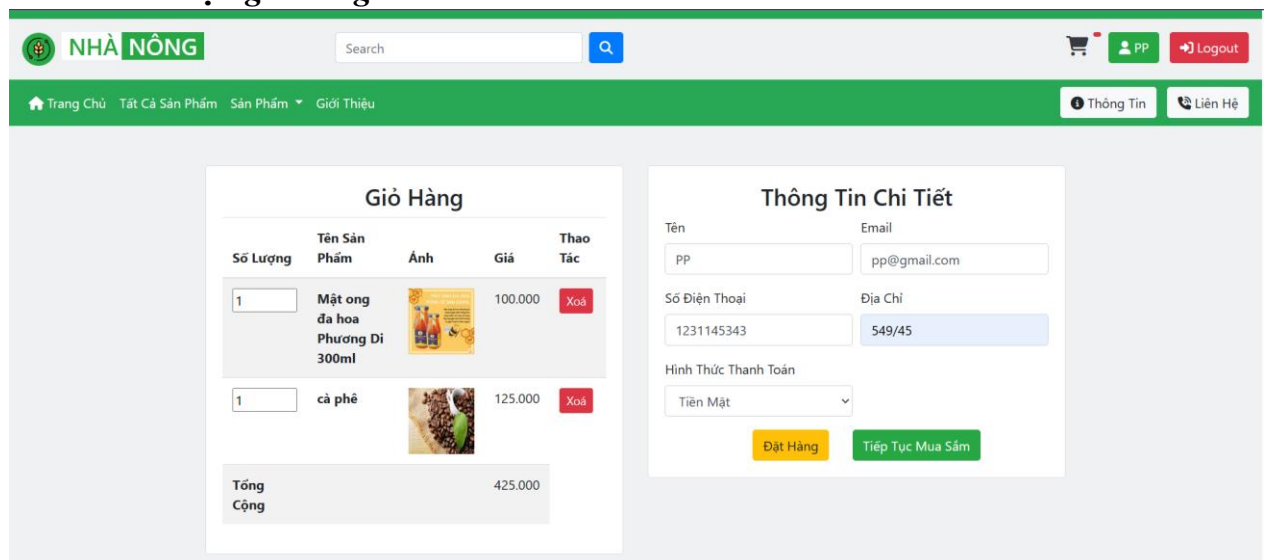 NHÀ NÔNG
Search
PP
Logout
Trang Chủ Tất Cả Sản Phẩm Sản Phẩm Giới Thiệu
Thông Tin
Liên Hệ
Giỏ Hàng
Số Lượng Tên Sản Phẩm Ảnh Giá Thao Tác
1 Mật ong đa hoa Phương Di 300ml 100.000 Xoá
1 cà phê 125.000 Xoá
Tổng Cộng 425.000
Thông Tin Chi Tiết
Tên Email
PP pp@gmail.com
Số Điện Thoại Địa Chỉ
1231145343 549/45
Hình Thức Thanh Toán
Tiền Mặt
Đặt Hàng Tiếp Tục Mua Sắm